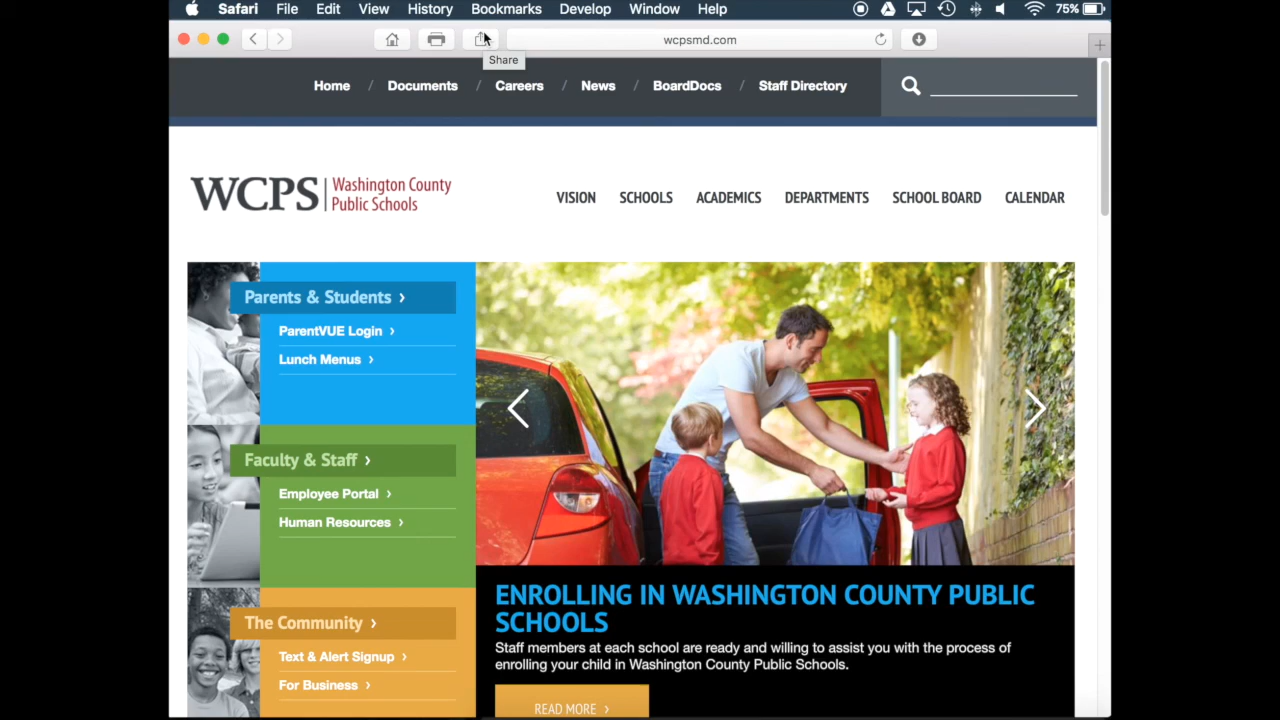 Safari File Edit View History Bookmarks Develop Window Help 75%
wcpsmd.com
Share
Home / Documents / Careers / News / BoardDocs / Staff Directory
WCPS Washington County Public Schools
VISION SCHOOLS ACADEMICS DEPARTMENTS SCHOOL BOARD CALENDAR
Parents & Students ›
ParentVUE Login ›
Lunch Menus ›
Faculty & Staff ›
Employee Portal ›
Human Resources ›
The Community ›
Text & Alert Signup ›
For Business ›
ENROLLING IN WASHINGTON COUNTY PUBLIC
SCHOOLS
Staff members at each school are ready and willing to assist you with the process of
enrolling your child in Washington County Public Schools.
READ MORE ›